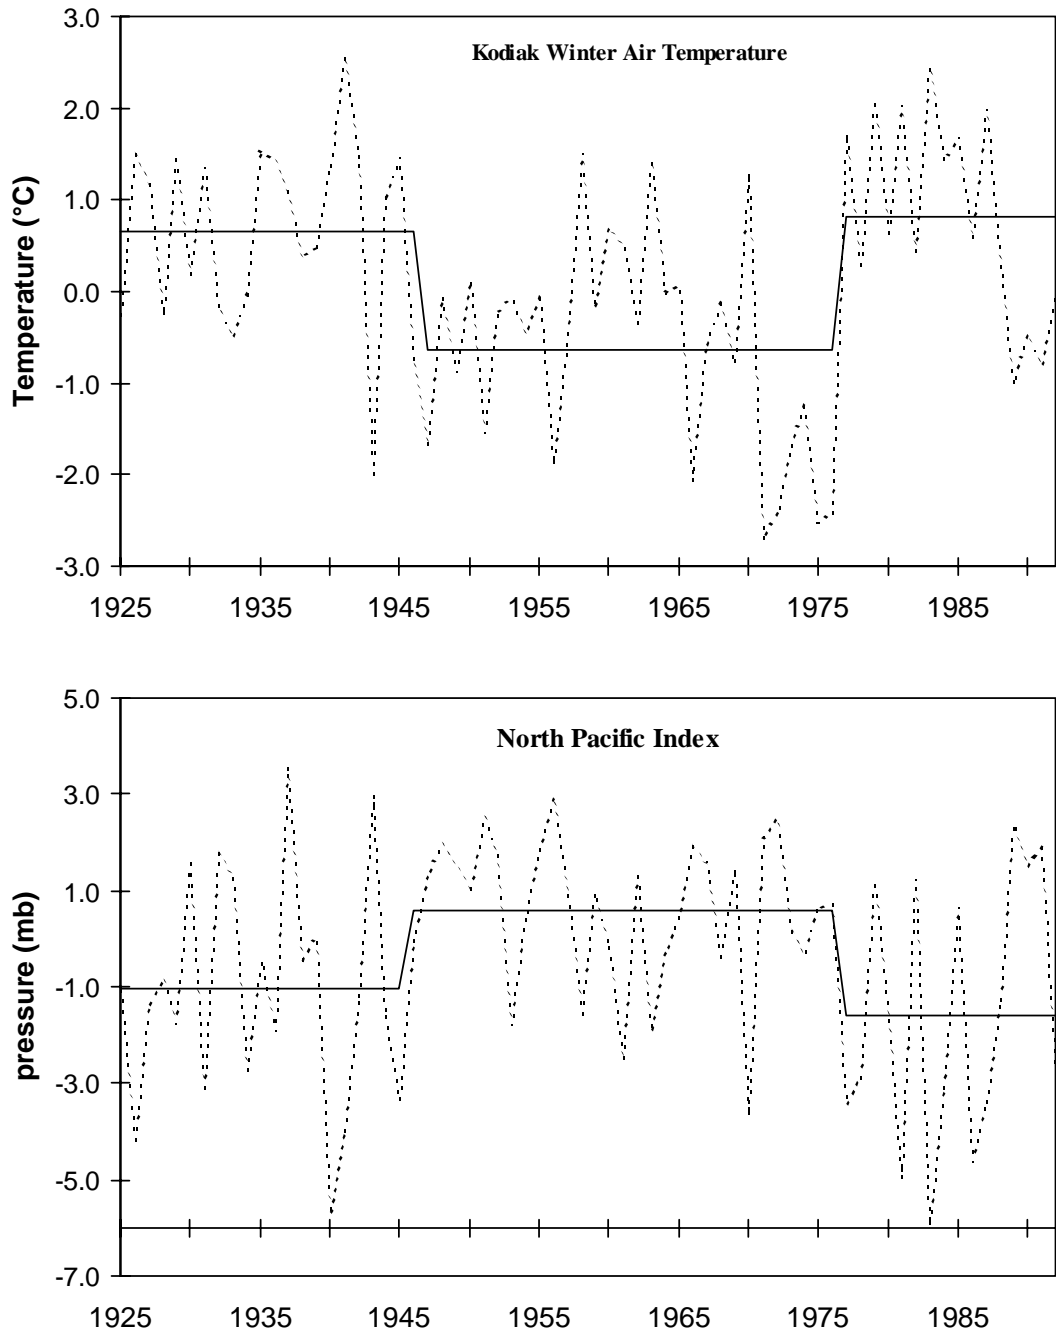 Kodiak Winter Air Temperature
Temperature (°C)
3.0
2.0
1.0
0.0
-1.0
-2.0
-3.0
1925 1935 1945 1955 1965 1975 1985
North Pacific Index
pressure (mb)
5.0
3.0
1.0
-1.0
-3.0
-5.0
-7.0
1925 1935 1945 1955 1965 1975 1985